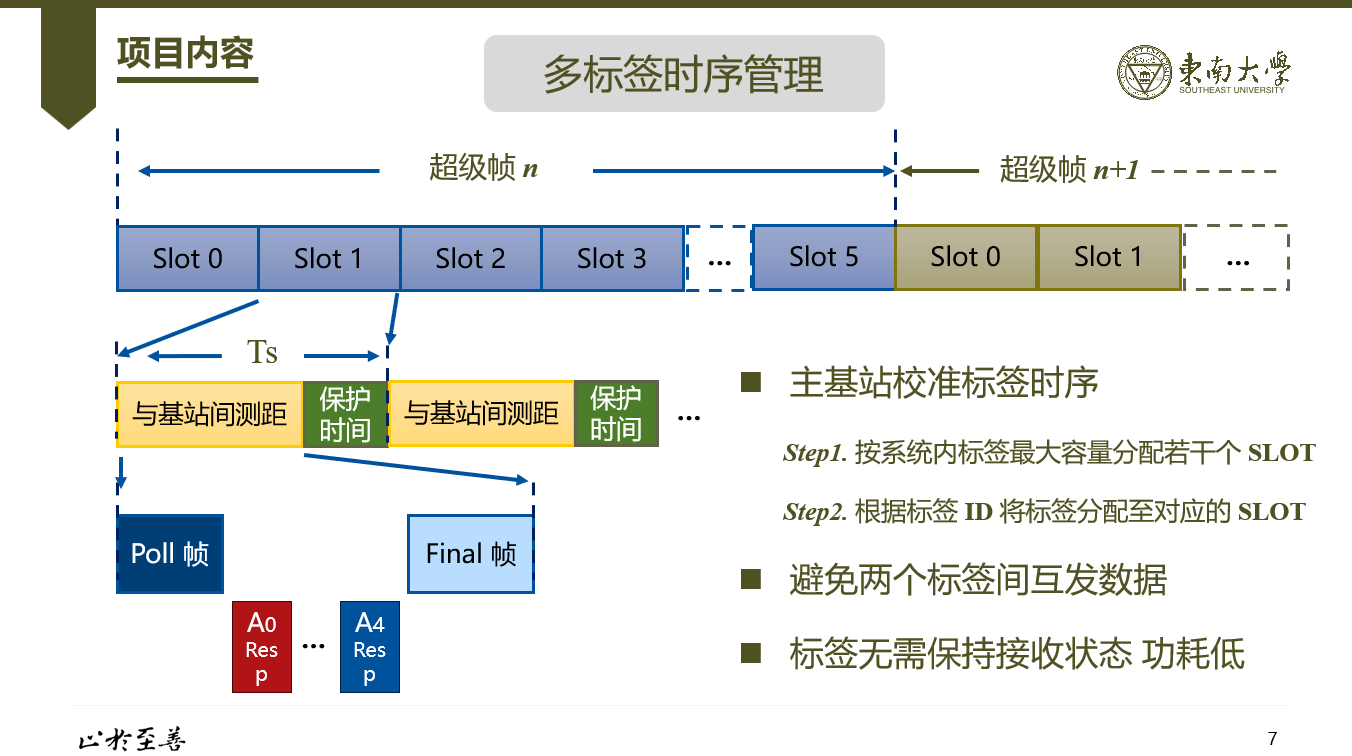 项目内容
多标签时序管理
東南大學
SOUTHEAST UNIVERSITY
超级帧 n
超级帧 n+1
Slot 0
Slot 1
Slot 2
Slot 3
...
Slot 5
Slot 0
Slot 1
...
Ts
与基站间测距
保护
时间
与基站间测距
保护
时间
...
Poll 帧
Final 帧
A0
Res
p
...
A4
Res
p
主基站校准标签时序
Step1. 按系统内标签最大容量分配若干个 SLOT
Step2. 根据标签 ID 将标签分配至对应的 SLOT
避免两个标签间互发数据
标签无需保持接收状态 功耗低
止於至善
7